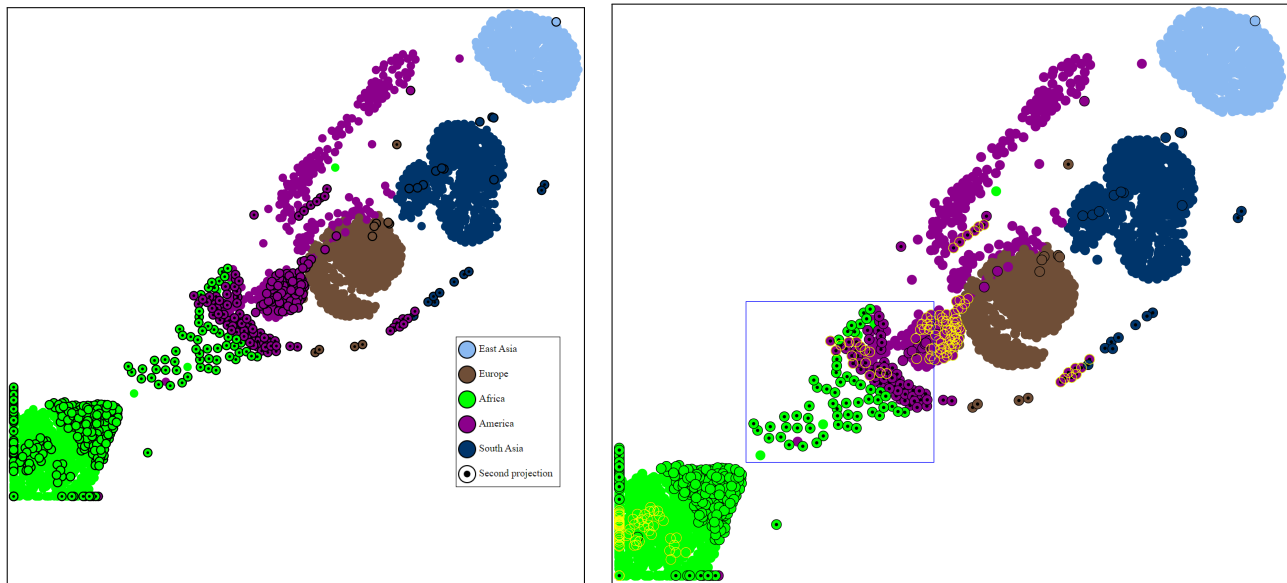 East Asia
Europe
Africa
America
South Asia
Second projection